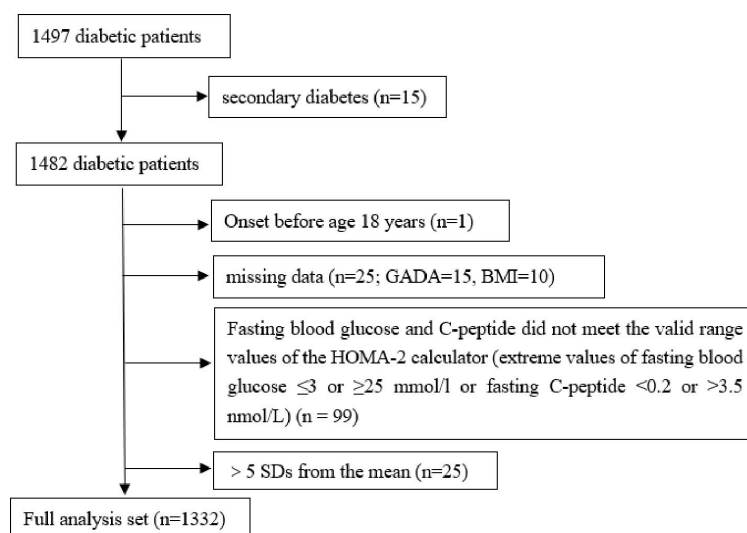 1497 diabetic patients
secondary diabetes (n=15)
1482 diabetic patients
Onset before age 18 years (n=1)
missing data (n=25; GADA=15, BMI=10)
Fasting blood glucose and C-peptide did not meet the valid range
values of the HOMA-2 calculator (extreme values of fasting blood
glucose ≤3 or ≥25 mmol/l or fasting C-peptide <0.2 or >3.5
nmol/L) (n = 99)
> 5 SDs from the mean (n=25)
Full analysis set (n=1332)